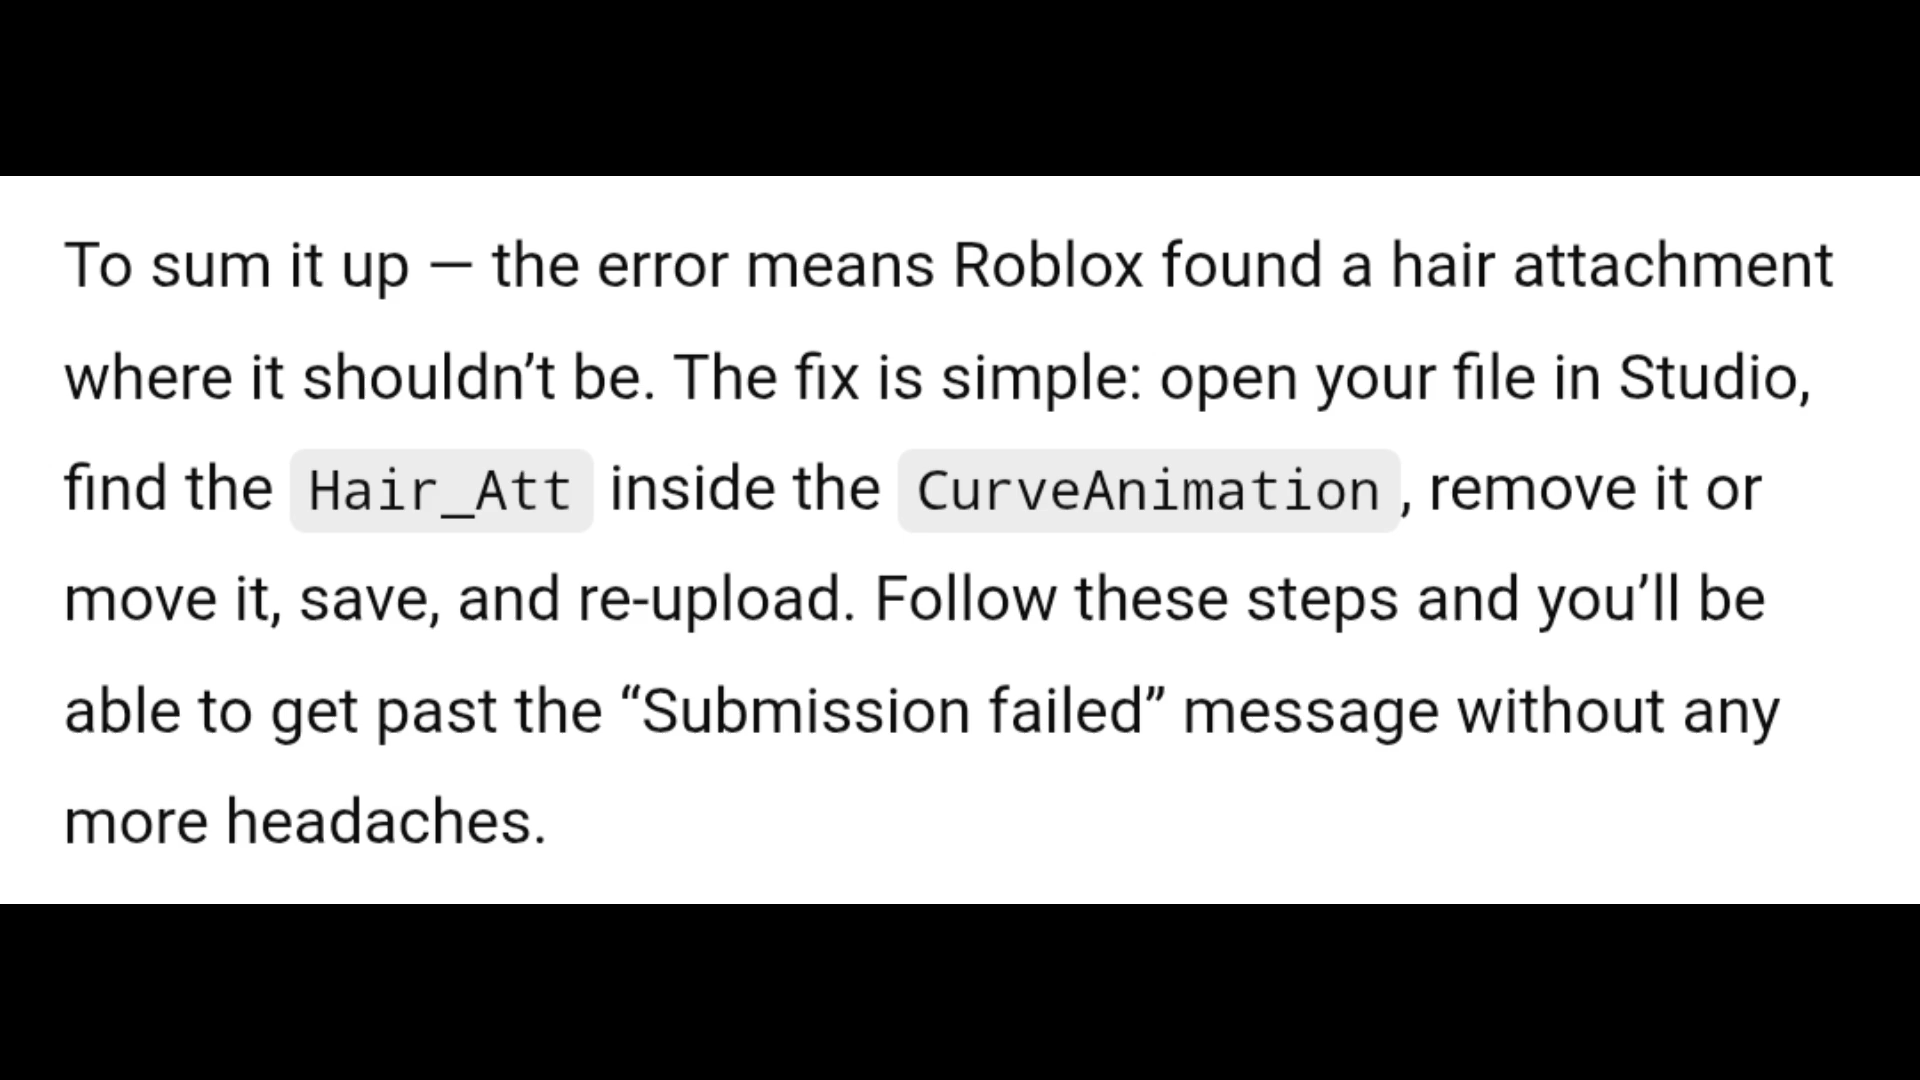 To sum it up — the error means Roblox found a hair attachment
where it shouldn’t be. The fix is simple: open your file in Studio,
find the Hair_Att inside the CurveAnimation, remove it or
move it, save, and re-upload. Follow these steps and you’ll be
able to get past the “Submission failed” message without any
more headaches.